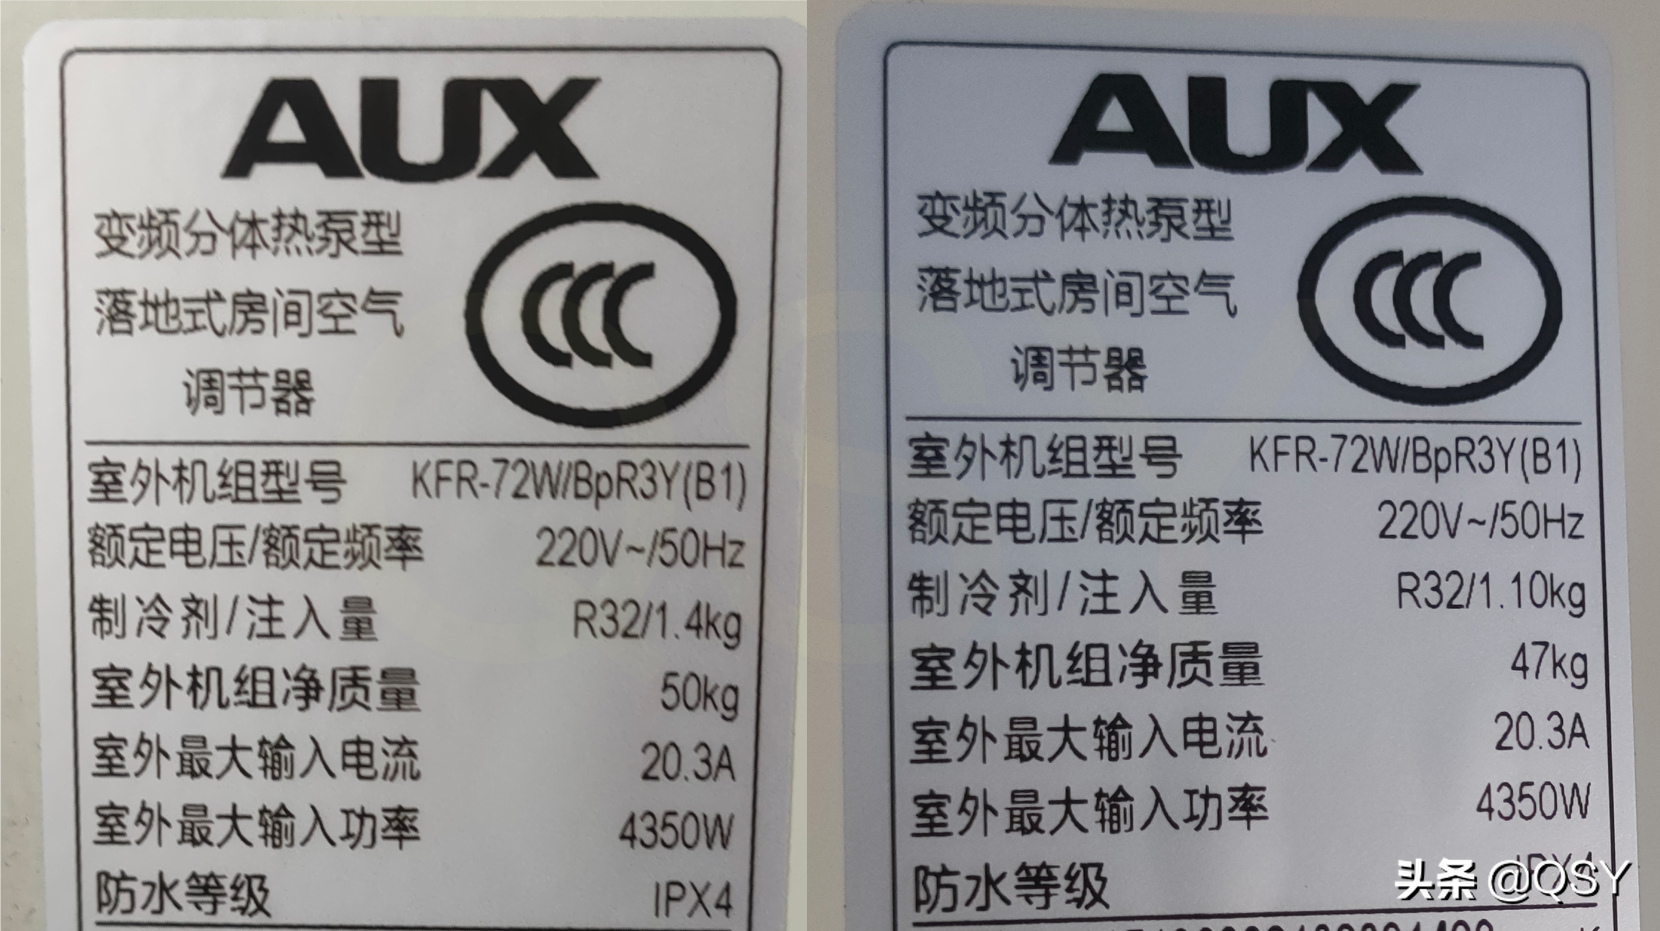 AUX
变频分体热泵型
落地式房间空气
调节器
CCC
室外机组型号 KFR-72W/BpR3Y(B1)
额定电压/额定频率 220V~/50Hz
制冷剂/注入量 R32/1.4kg
室外机组净质量 50kg
室外最大输入电流 20.3A
室外最大输入功率 4350W
防水等级 IPX4
AUX
变频分体热泵型
落地式房间空气
调节器
CCC
室外机组型号 KFR-72W/BpR3Y(B1)
额定电压/额定频率 220V~/50Hz
制冷剂/注入量 R32/1.10kg
室外机组净质量 47kg
室外最大输入电流 20.3A
室外最大输入功率 4350W
防水等级 IPX4
头条 @QSY